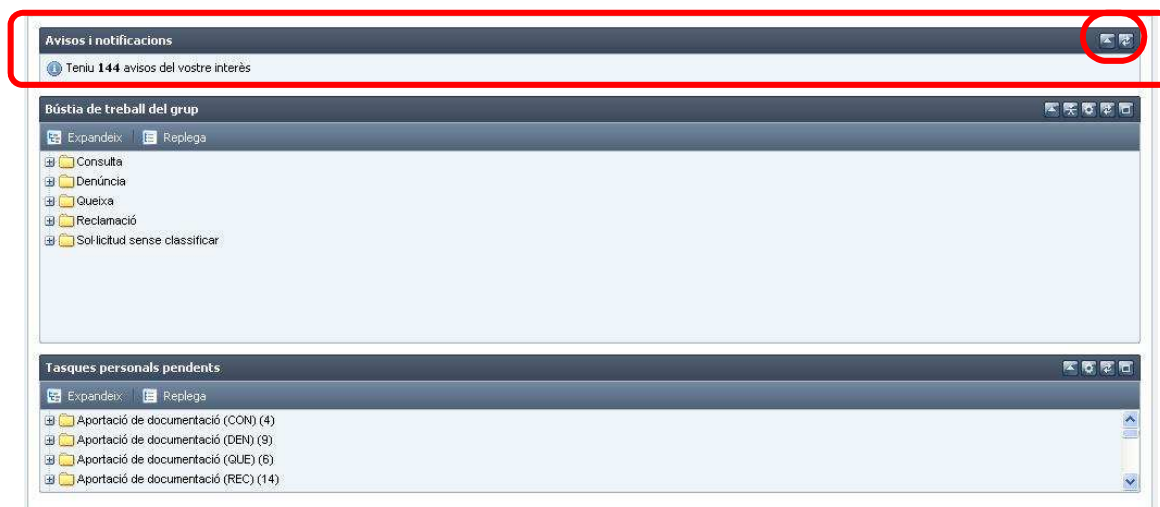 Avisos i notificacions
Teniu 144 avisos del vostre interès
Bústia de treball del grup
Expandeix Replega
Consulta
Denúncia
Queixa
Reclamació
Sol·licitud sense classificar
Tasques personals pendents
Expandeix Replega
Aportació de documentació (CON) (4)
Aportació de documentació (DEN) (9)
Aportació de documentació (QUE) (6)
Aportació de documentació (REC) (14)